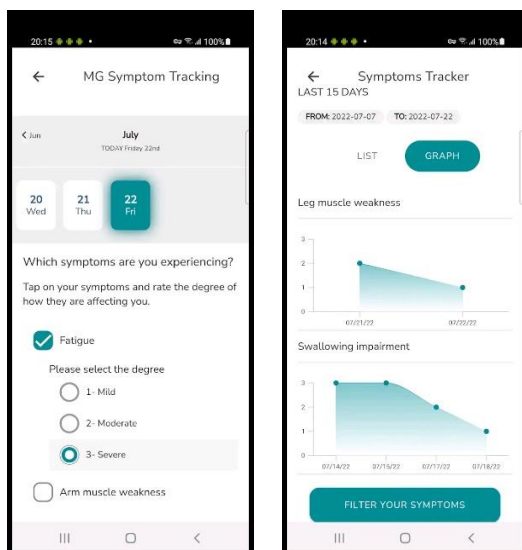 20:15
100%
MG Symptom Tracking
Jun
July
TODAY Friday 22nd
20
Wed
21
Thu
22
Fri
Which symptoms are you experiencing?
Tap on your symptoms and rate the degree of
how they are affecting you.
Fatigue
Please select the degree
1- Mild
2- Moderate
3- Severe
Arm muscle weakness
20:14
100%
Symptoms Tracker
LAST 15 DAYS
FROM: 2022-07-07 TO: 2022-07-22
LIST GRAPH
Leg muscle weakness
3
2
1
0
07/21/22 07/22/22
Swallowing impairment
3
2
1
0
07/14/22 07/15/22 07/17/22 07/18/22
FILTER YOUR SYMPTOMS